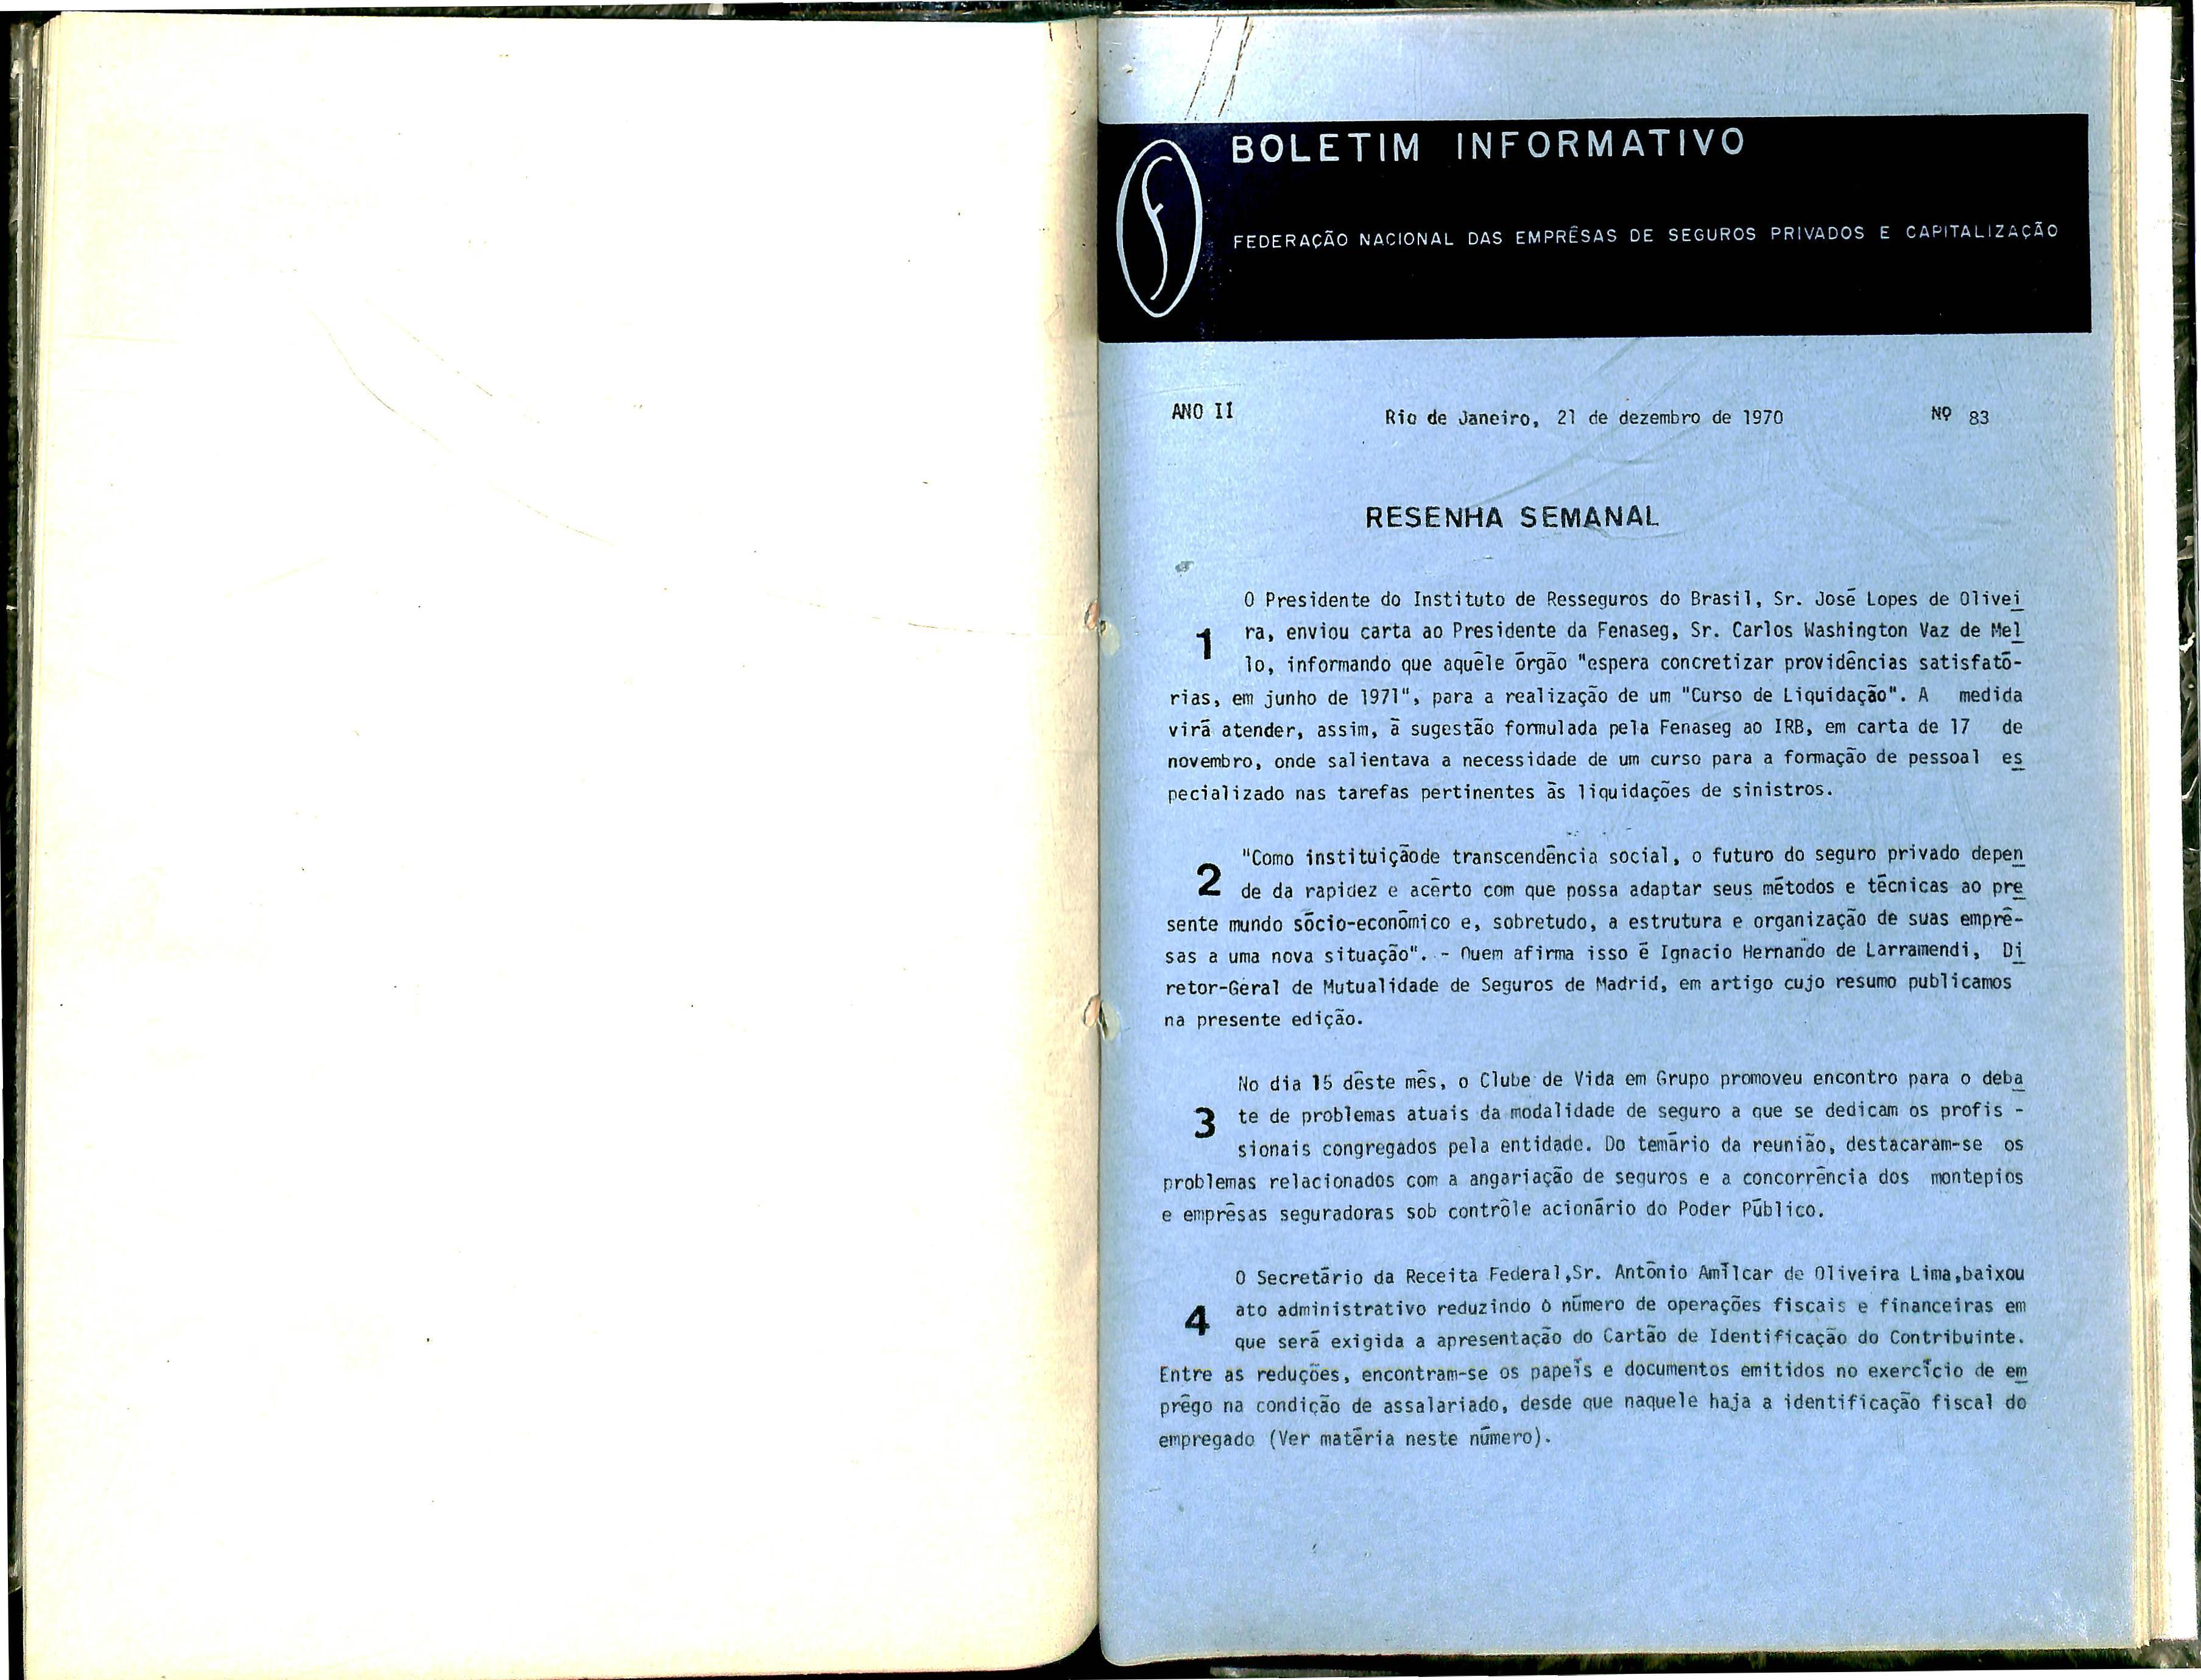 BOLETIM INFORMATIVO
FEDERAÇÃO NACIONAL DAS EMPRÊSAS DE SEGUROS PRIVADOS E CAPITALIZAÇÃO
ANO II Rio de Janeiro, 21 de dezembro de 1970 Nº 83
RESENHA SEMANAL
O Presidente do Instituto de Resseguros do Brasil, Sr. José Lopes de Olivei
1 ra, enviou carta ao Presidente da Fenaseg, Sr. Carlos Washington Vaz de Mel
lo, informando que aquêle órgão "espera concretizar providências satisfató-
rias, em junho de 1971", para a realização de um "Curso de Liquidação". A medida
virá atender, assim, à sugestão formulada pela Fenaseg ao IRB, em carta de 17 de
novembro, onde salientava a necessidade de um curso para a formação de pessoal es
pecializado nas tarefas pertinentes às liquidações de sinistros.
"Como instituiçãode transcendência social, o futuro do seguro privado depen
2 de da rapidez e acêrto com que possa adaptar seus métodos e técnicas ao pre
sente mundo sócio-econômico e, sobretudo, a estrutura e organização de suas emprê-
sas a uma nova situação". - Quem afirma isso é Ignacio Hernando de Larramendi, Di
retor-Geral de Mutualidade de Seguros de Madrid, em artigo cujo resumo publicamos
na presente edição.
No dia 15 dêste mês, o Clube de Vida em Grupo promoveu encontro para o deba
3 te de problemas atuais da modalidade de seguro a que se dedicam os profis -
sionais congregados pela entidade. Do temário da reunião, destacaram-se os
problemas relacionados com a angariação de seguros e a concorrência dos montepios
e emprêsas seguradoras sob contrôle acionário do Poder Público.
O Secretário da Receita Federal,Sr. Antônio Amílcar de Oliveira Lima,baixou
4 ato administrativo reduzindo o número de operações fiscais e financeiras em
que será exigida a apresentação do Cartão de Identificação do Contribuinte.
Entre as reduções, encontram-se os papeís e documentos emitidos no exercício de em
prêgo na condição de assalariado, desde que naquele haja a identificação fiscal do
empregado (Ver matéria neste número).